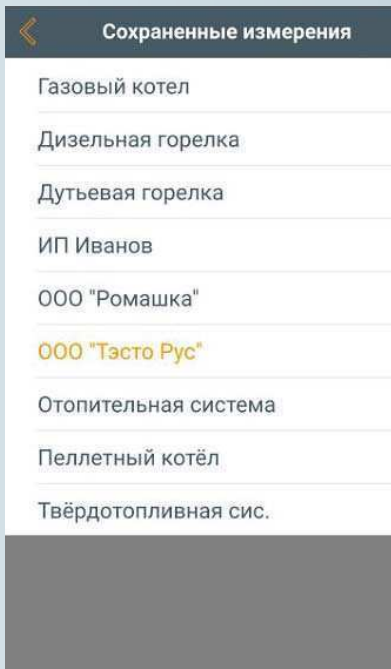 Сохраненные измерения
Газовый котел
Дизельная горелка
Дутьевая горелка
ИП Иванов
ООО "Ромашка"
ООО "Тэсто Рус"
Отопительная система
Пеллетный котёл
Твёрдотопливная сис.